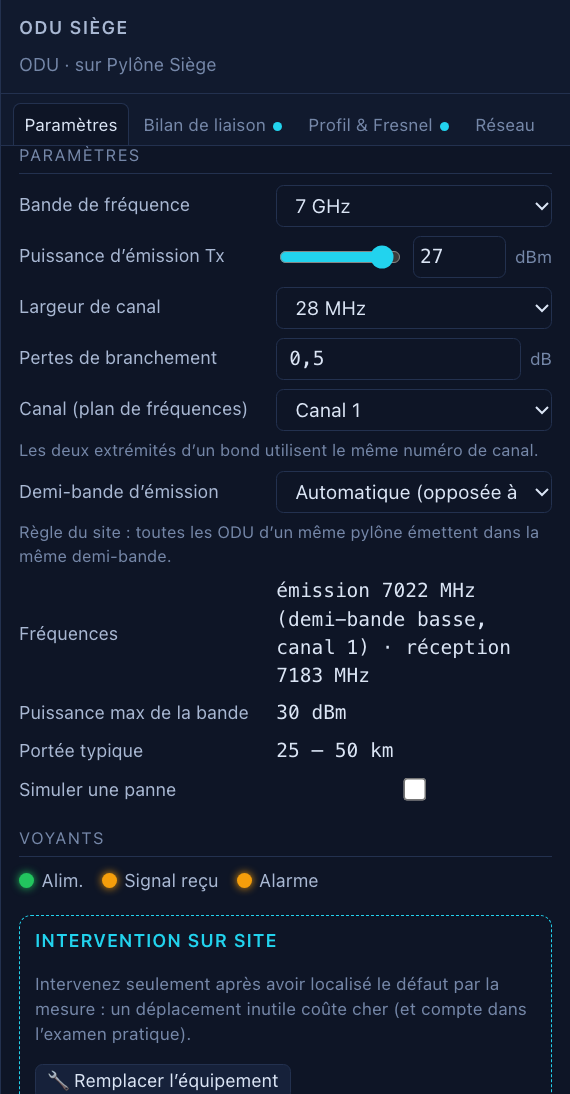 ODU SIÈGE
ODU · sur Pylône Siège
Paramètres
Bilan de liaison
Profil & Fresnel
Réseau
PARAMÈTRES
Bande de fréquence
7 GHz
Puissance d’émission Tx
27
dBm
Largeur de canal
28 MHz
Pertes de branchement
0,5
dB
Canal (plan de fréquences)
Canal 1
Les deux extrémités d’un bond utilisent le même numéro de canal.
Demi-bande d’émission
Automatique (opposée à
Règle du site : toutes les ODU d’un même pylône émettent dans la
même demi-bande.
Fréquences
émission 7022 MHz
(demi-bande basse,
canal 1) · réception
7183 MHz
Puissance max de la bande
30 dBm
Portée typique
25 – 50 km
Simuler une panne
VOYANTS
Alim.
Signal reçu
Alarme
INTERVENTION SUR SITE
Intervenez seulement après avoir localisé le défaut par la
mesure : un déplacement inutile coûte cher (et compte dans
l’examen pratique).
Remplacer l’équipement